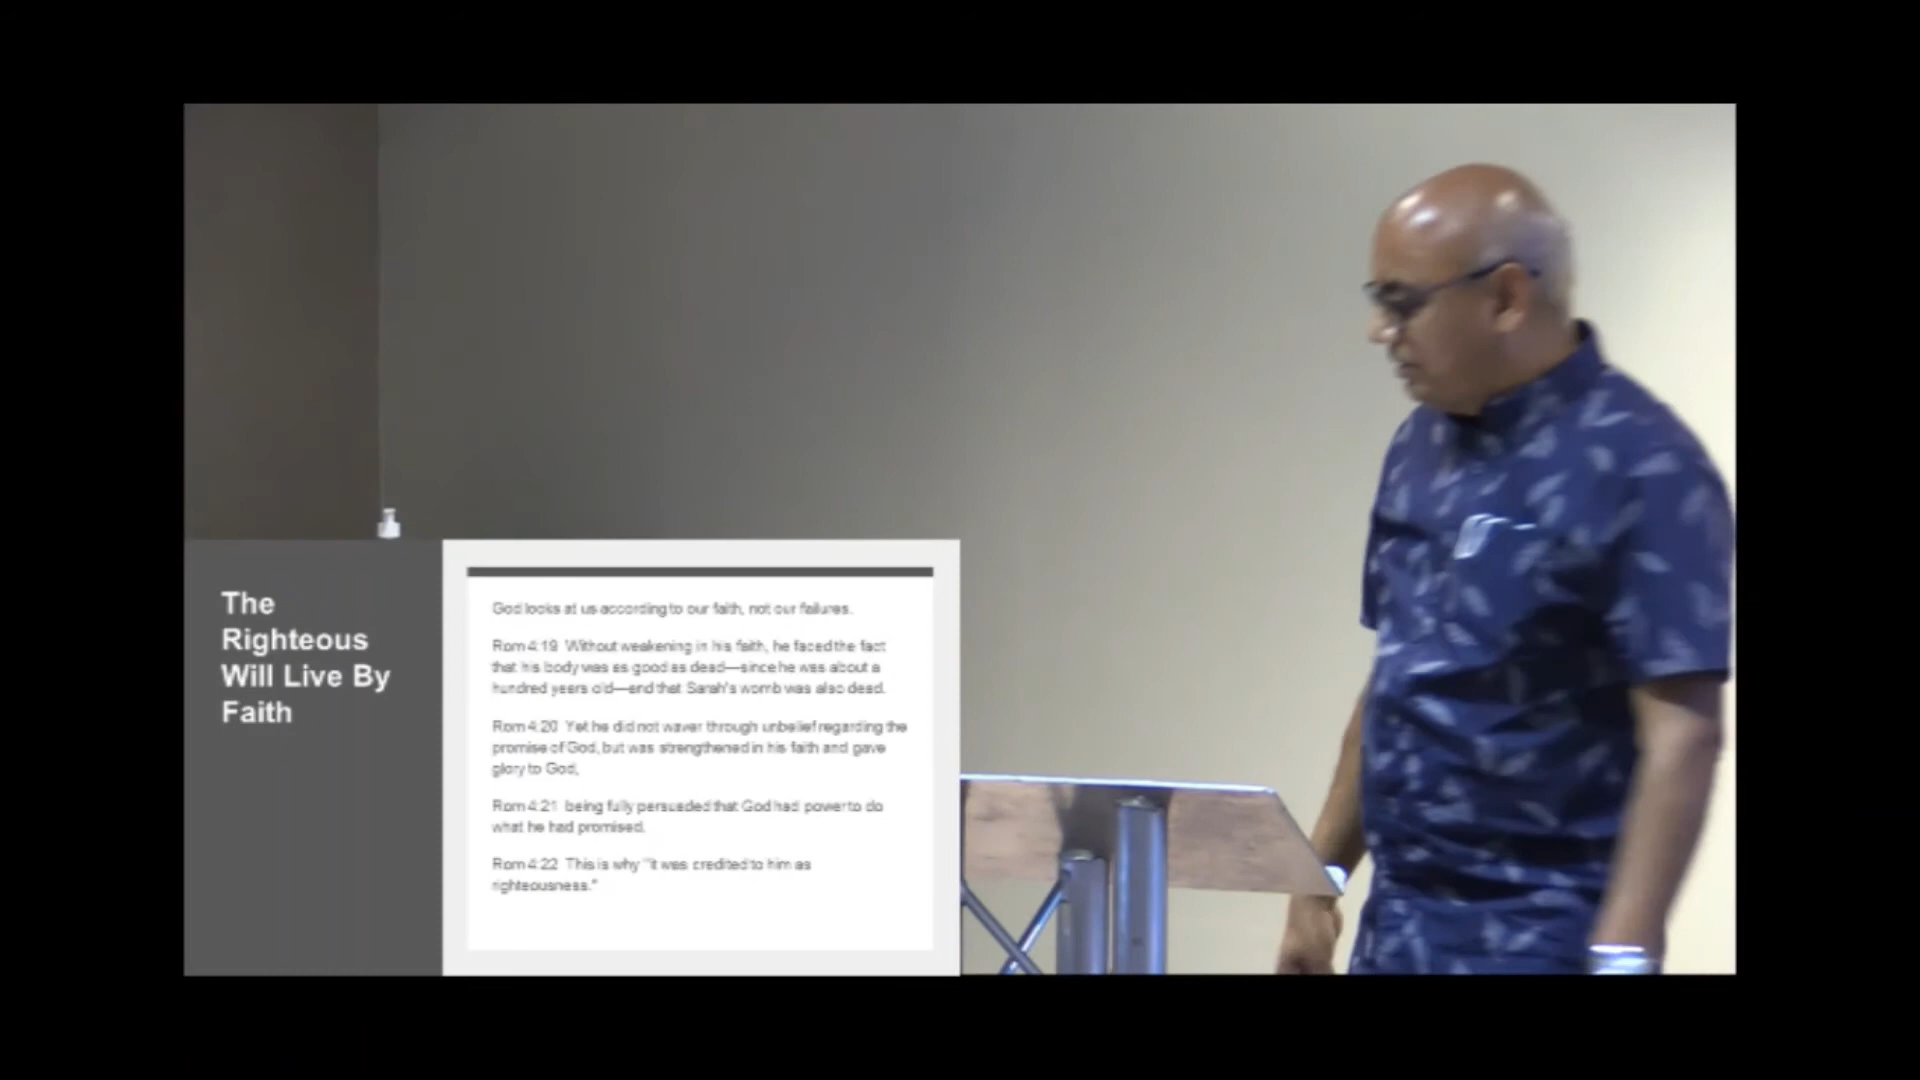 The
Righteous
Will Live By
Faith
God looks at us according to our faith, not our failures.
Rom 4:19 Without weakening in his faith, he faced the fact
that his body was as good as dead—since he was about a
hundred years old—and that Sarah's womb was also dead.
Rom 4:20 Yet he did not waver through unbelief regarding the
promise of God, but was strengthened in his faith and gave
glory to God,
Rom 4:21 being fully persuaded that God had power to do
what he had promised.
Rom 4:22 This is why "it was credited to him as
righteousness."